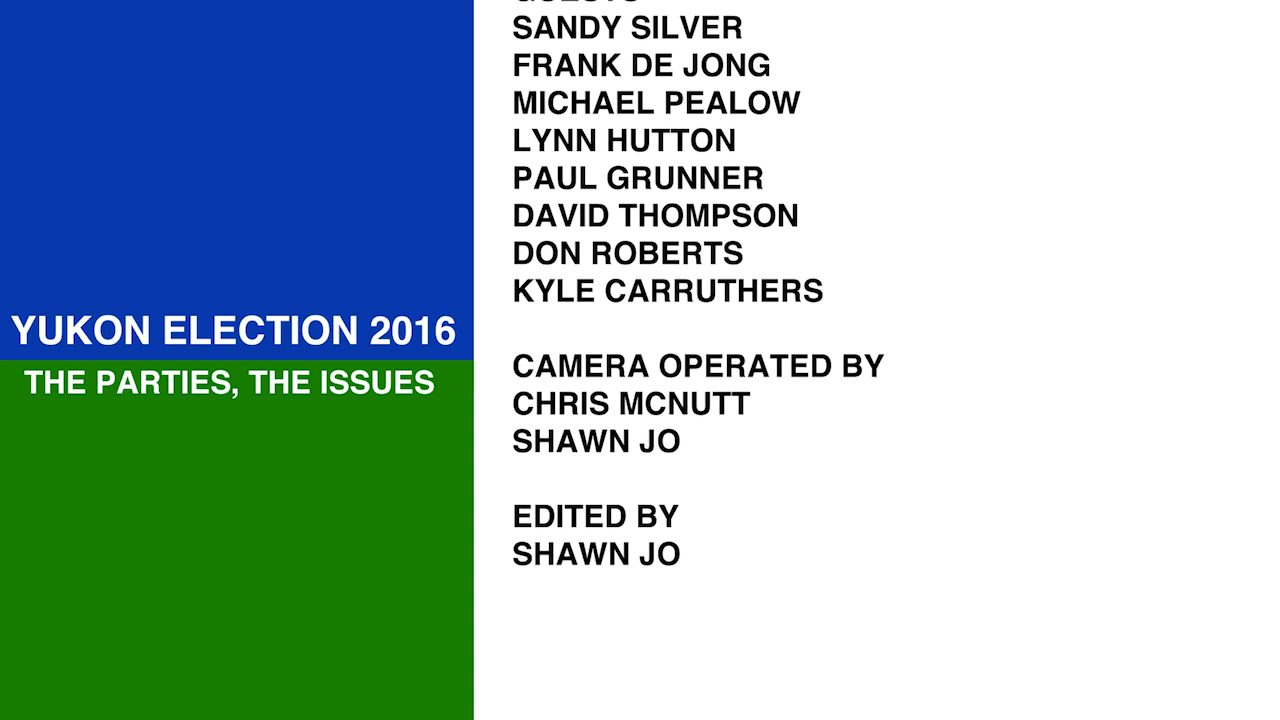 YUKON ELECTION 2016
THE PARTIES, THE ISSUES
SANDY SILVER
FRANK DE JONG
MICHAEL PEALOW
LYNN HUTTON
PAUL GRUNNER
DAVID THOMPSON
DON ROBERTS
KYLE CARRUTHERS
CAMERA OPERATED BY
CHRIS MCNUTT
SHAWN JO
EDITED BY
SHAWN JO